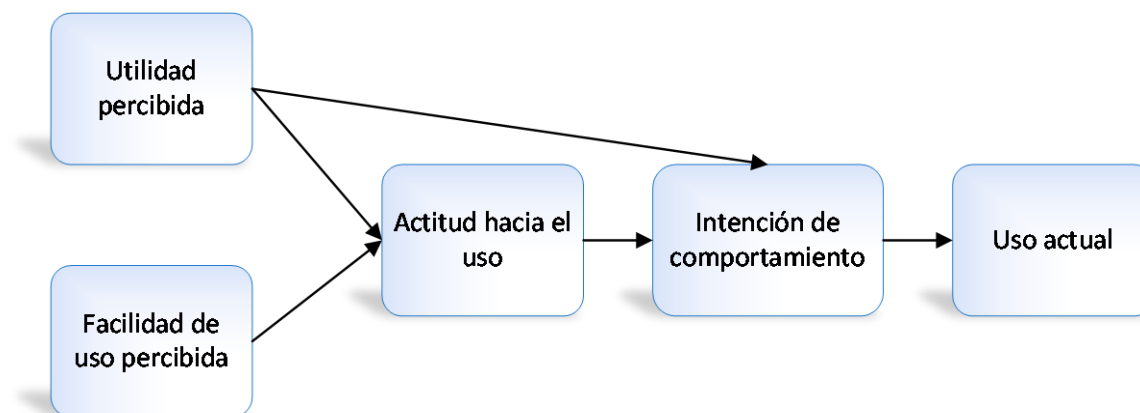 Utilidad
percibida
Actitud hacia el
uso
Intención de
comportamiento
Uso actual
Facilidad de
uso percibida